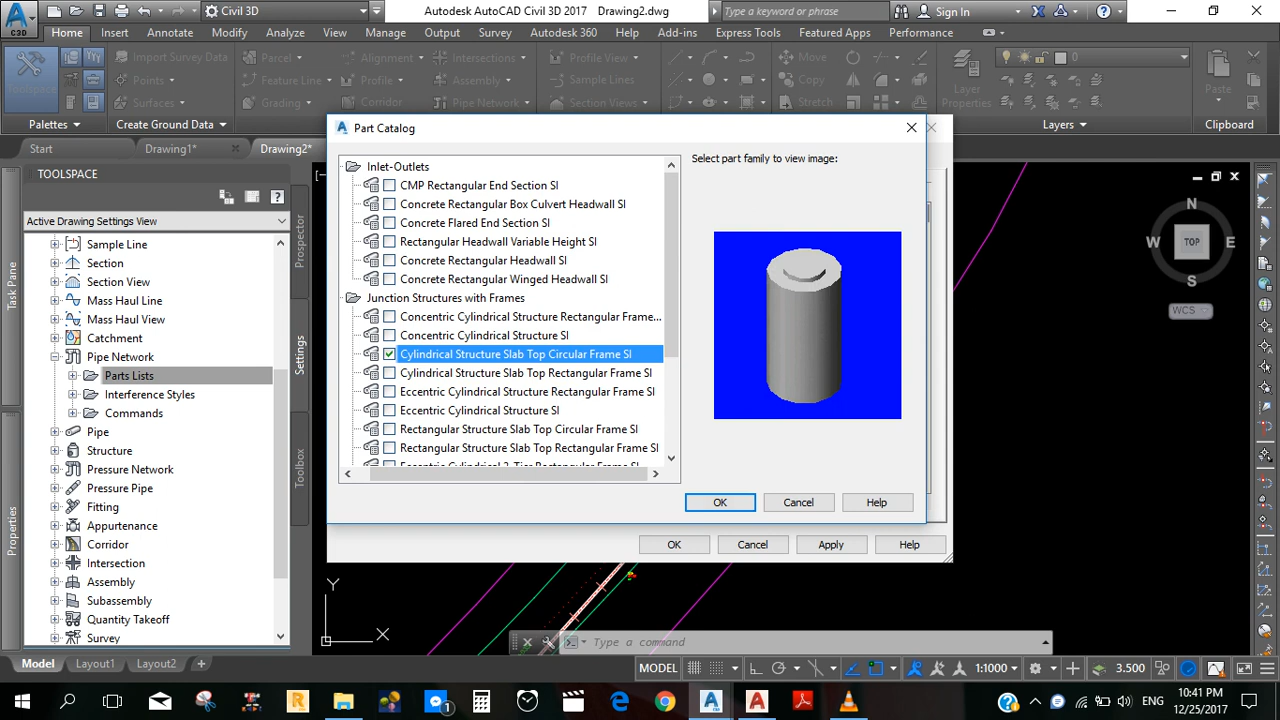 Civil 3D
Autodesk AutoCAD Civil 3D 2017 Drawing2.dwg
Type a keyword or phrase
Sign In
C3D
Home Insert Annotate Modify Analyze View Manage Output Survey Autodesk 360 Help Add-ins Express Tools Featured Apps Performance
Toolspace
Import Survey Data
Points
Surfaces
Parcel
Feature Line
Grading
Alignment
Profile
Corridor
Intersections
Assembly
Pipe Network
Profile View
Sample Lines
Section Views
Move
Copy
Stretch
Layer
Properties
0
Paste
Palettes
Create Ground Data
Layers
Clipboard
Start
Drawing1*
Drawing2*
TOOLSPACE
Active Drawing Settings View
Sample Line
Section
Section View
Mass Haul Line
Mass Haul View
Catchment
Pipe Network
Parts Lists
Interference Styles
Commands
Pipe
Structure
Pressure Network
Pressure Pipe
Fitting
Appurtenance
Corridor
Intersection
Assembly
Subassembly
Quantity Takeoff
Survey
Task Pane
Properties
Prospector
Settings
Toolbox
Part Catalog
Inlet-Outlets
CMP Rectangular End Section SI
Concrete Rectangular Box Culvert Headwall SI
Concrete Flared End Section SI
Rectangular Headwall Variable Height SI
Concrete Rectangular Headwall SI
Concrete Rectangular Winged Headwall SI
Junction Structures with Frames
Concentric Cylindrical Structure Rectangular Frame...
Concentric Cylindrical Structure SI
Cylindrical Structure Slab Top Circular Frame SI
Cylindrical Structure Slab Top Rectangular Frame SI
Eccentric Cylindrical Structure Rectangular Frame SI
Eccentric Cylindrical Structure SI
Rectangular Structure Slab Top Circular Frame SI
Rectangular Structure Slab Top Rectangular Frame SI
Eccentric Cylindrical 2-Tier Rectangular Frame SI
Select part family to view image:
OK Cancel Help
OK Cancel Apply Help
N
W TOP E
S
WCS
Y
X
Type a command
Model Layout1 Layout2 +
MODEL
1:1000
3.500
1
ENG
10:41 PM
12/25/2017